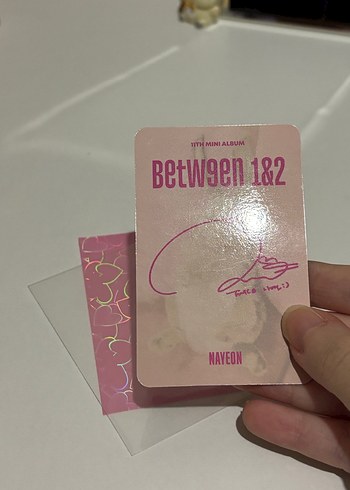 11TH MINI ALBUM
BETW9EN 1&2
NAYEON